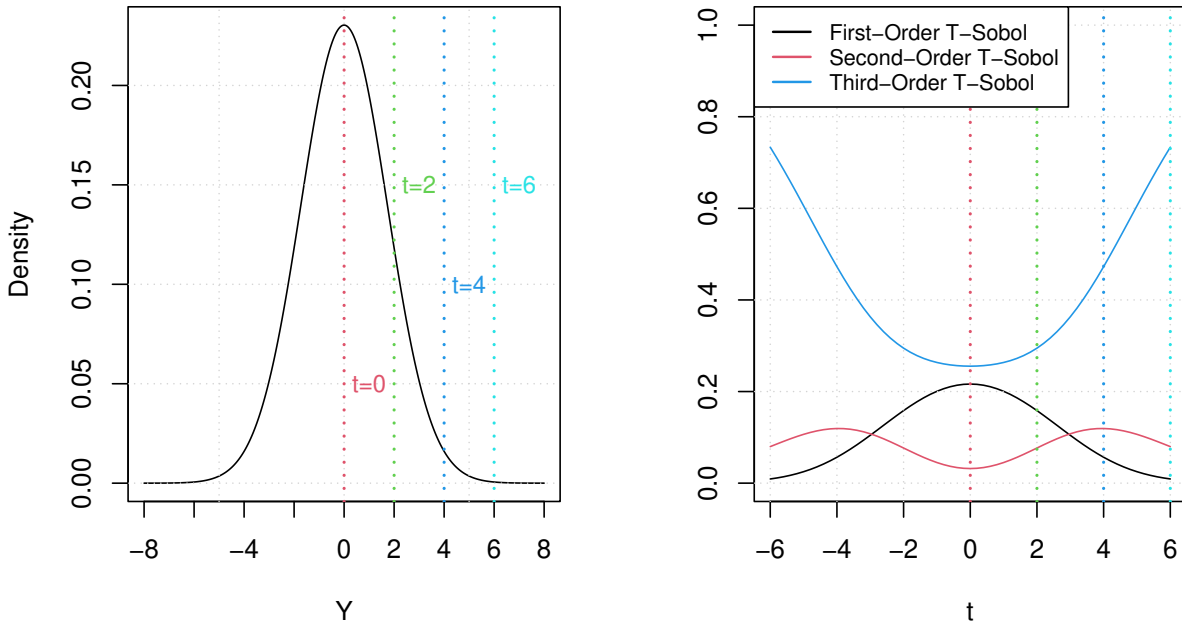 Density
0.00
0.05
0.10
0.15
0.20
t=0
t=2
t=4
t=6
−8
−4
0
2
4
6
8
Y
First−Order T−Sobol
Second−Order T−Sobol
Third−Order T−Sobol
0.0
0.2
0.4
0.6
0.8
1.0
−6
−4
−2
0
2
4
6
t